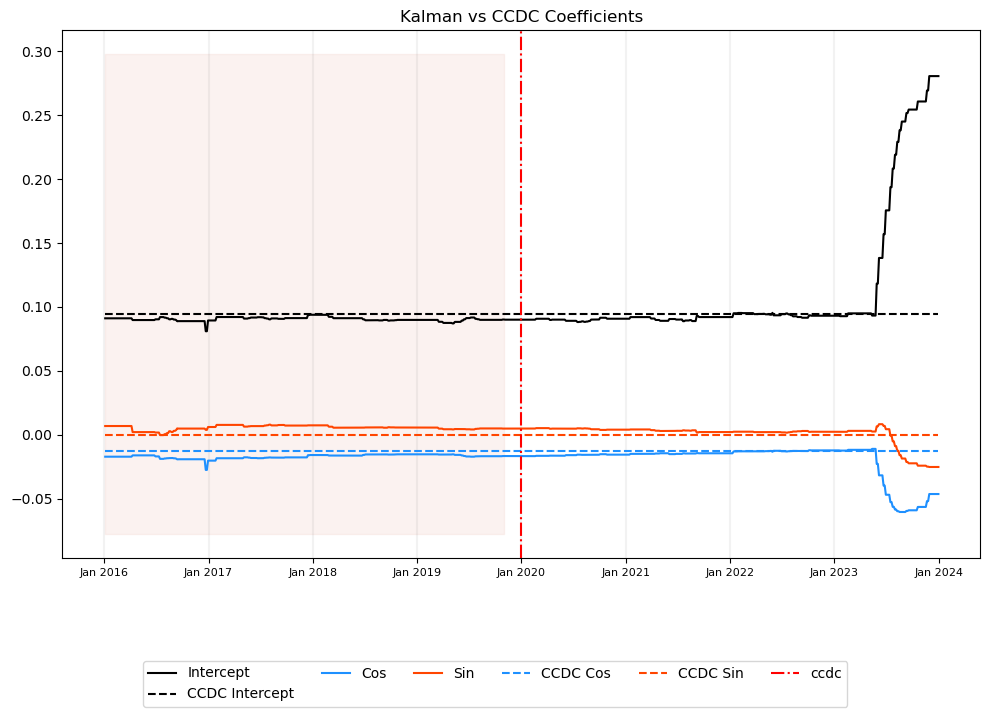 Kalman vs CCDC Coefficients
0.30
0.25
0.20
0.15
0.10
0.05
0.00
−0.05
Jan 2016 Jan 2017 Jan 2018 Jan 2019 Jan 2020 Jan 2021 Jan 2022 Jan 2023 Jan 2024
Intercept Cos Sin CCDC Cos CCDC Sin ccdc
CCDC Intercept